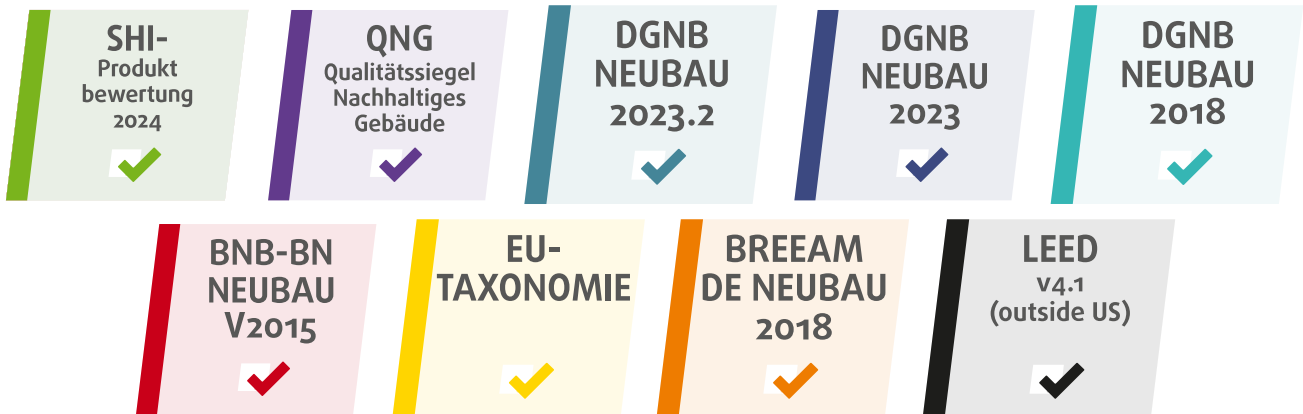 SHI-
Produkt
bewertung
2024
QNG
Qualitätssiegel
Nachhaltiges
Gebäude
DGNB
NEUBAU
2023.2
DGNB
NEUBAU
2023
DGNB
NEUBAU
2018
BNB-BN
NEUBAU
V2015
EU-
TAXONOMIE
BREEAM
DE NEUBAU
2018
LEED
v4.1
(outside US)